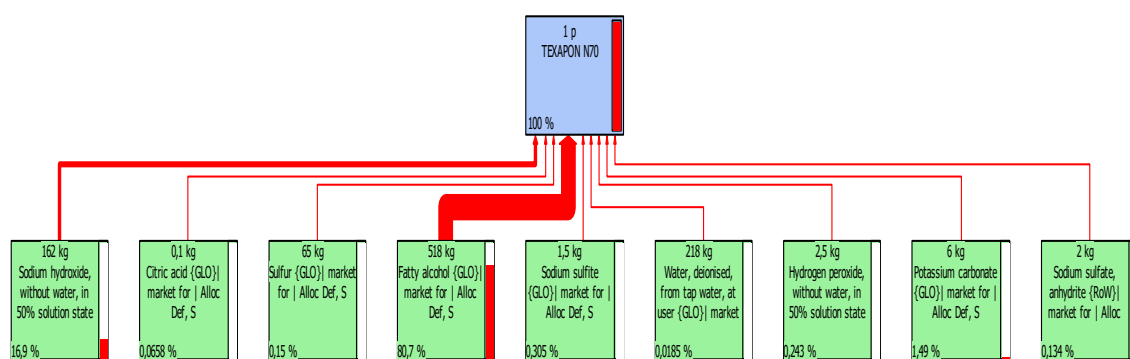 1 p
TEXAPON N70
100 %
162 kg
Sodium hydroxide,
without water, in
50% solution state
16,9 %
0,1 kg
Citric acid {GLO}|
market for | Alloc
Def, S
0,0658 %
65 kg
Sulfur {GLO}| market
for | Alloc Def, S
0,15 %
518 kg
Fatty alcohol {GLO}|
market for | Alloc
Def, S
80,7 %
1,5 kg
Sodium sulfite
{GLO}| market for |
Alloc Def, S
0,305 %
218 kg
Water, deionised,
from tap water, at
user {GLO}| market
0,0185 %
2,5 kg
Hydrogen peroxide,
without water, in
50% solution state
0,243 %
6 kg
Potassium carbonate
{GLO}| market for |
Alloc Def, S
1,49 %
2 kg
Sodium sulfate,
anhydrite {RoW}|
market for | Alloc
0,134 %